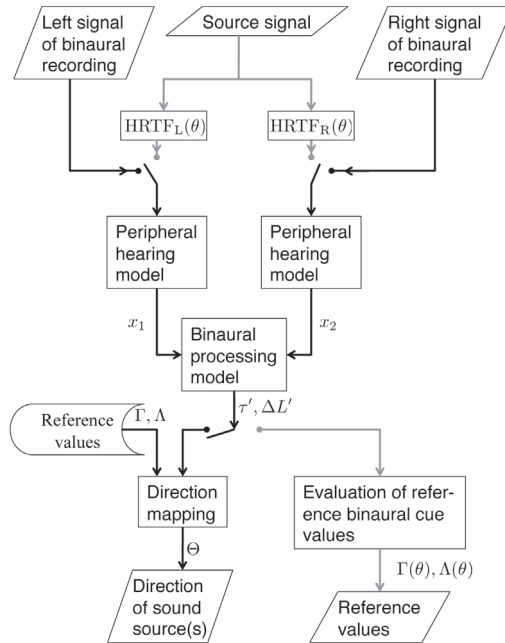 Left signal
of binaural
recording
Source signal
Right signal
of binaural
recording
HRTF_L(θ)
HRTF_R(θ)
Peripheral
hearing
model
Peripheral
hearing
model
x₁
x₂
Binaural
processing
model
τ′, ΔL′
Γ, Λ
Reference
values
Direction
mapping
Evaluation of refer-
ence binaural cue
values
Θ
Γ(θ), Λ(θ)
Direction
of sound
source(s)
Reference
values